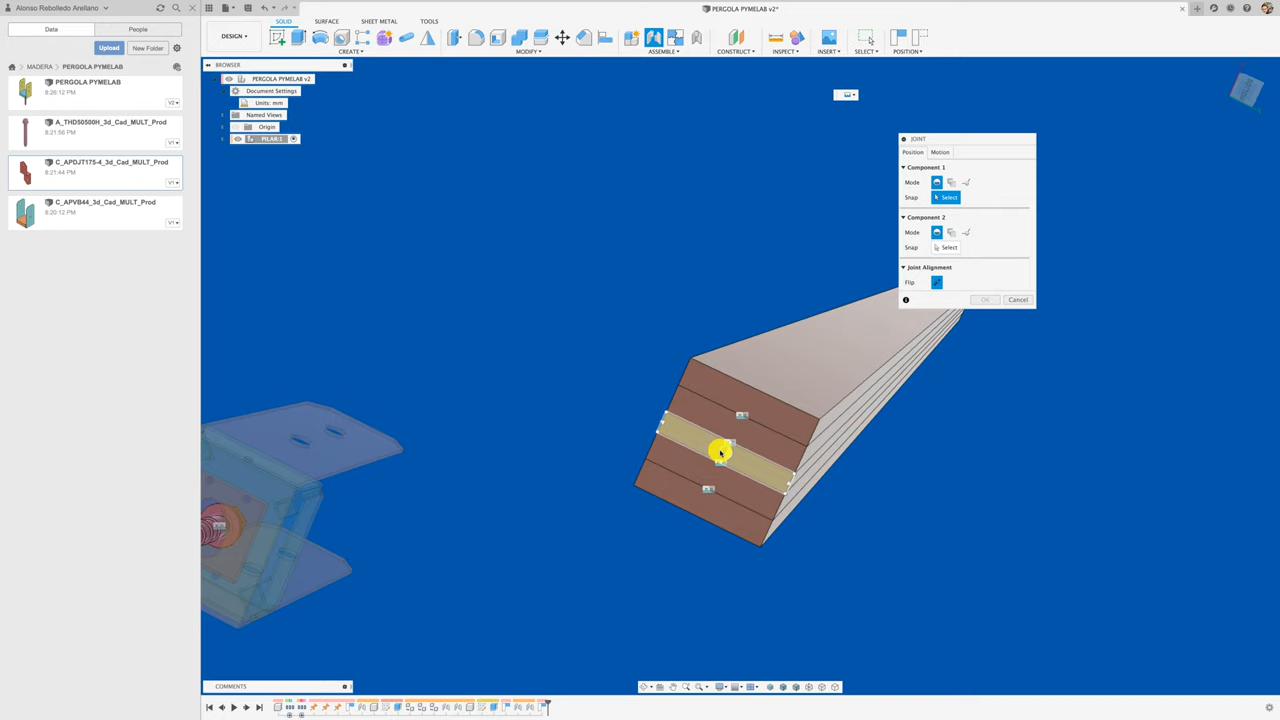 Alonso Rebolledo Arellano
PERGOLA PYMELAB v2*
Data People
Upload New Folder
MADERA > PERGOLA PYMELAB
PERGOLA PYMELAB
8:26:12 PM
V2
A_THD50500H_3d_Cad_MULT_Prod
8:21:56 PM
V1
C_APDJT175-4_3d_Cad_MULT_Prod
8:21:44 PM
V1
C_APVB44_3d_Cad_MULT_Prod
8:20:12 PM
V1
DESIGN
SOLID SURFACE SHEET METAL TOOLS
CREATE MODIFY ASSEMBLE CONSTRUCT INSPECT INSERT SELECT POSITION
BROWSER
PERGOLA PYMELAB v2
Document Settings
Units: mm
Named Views
Origin
PILAR:1
JOINT
Position Motion
Component 1
Mode
Snap Select
Component 2
Mode
Snap Select
Joint Alignment
Flip
OK Cancel
COMMENTS